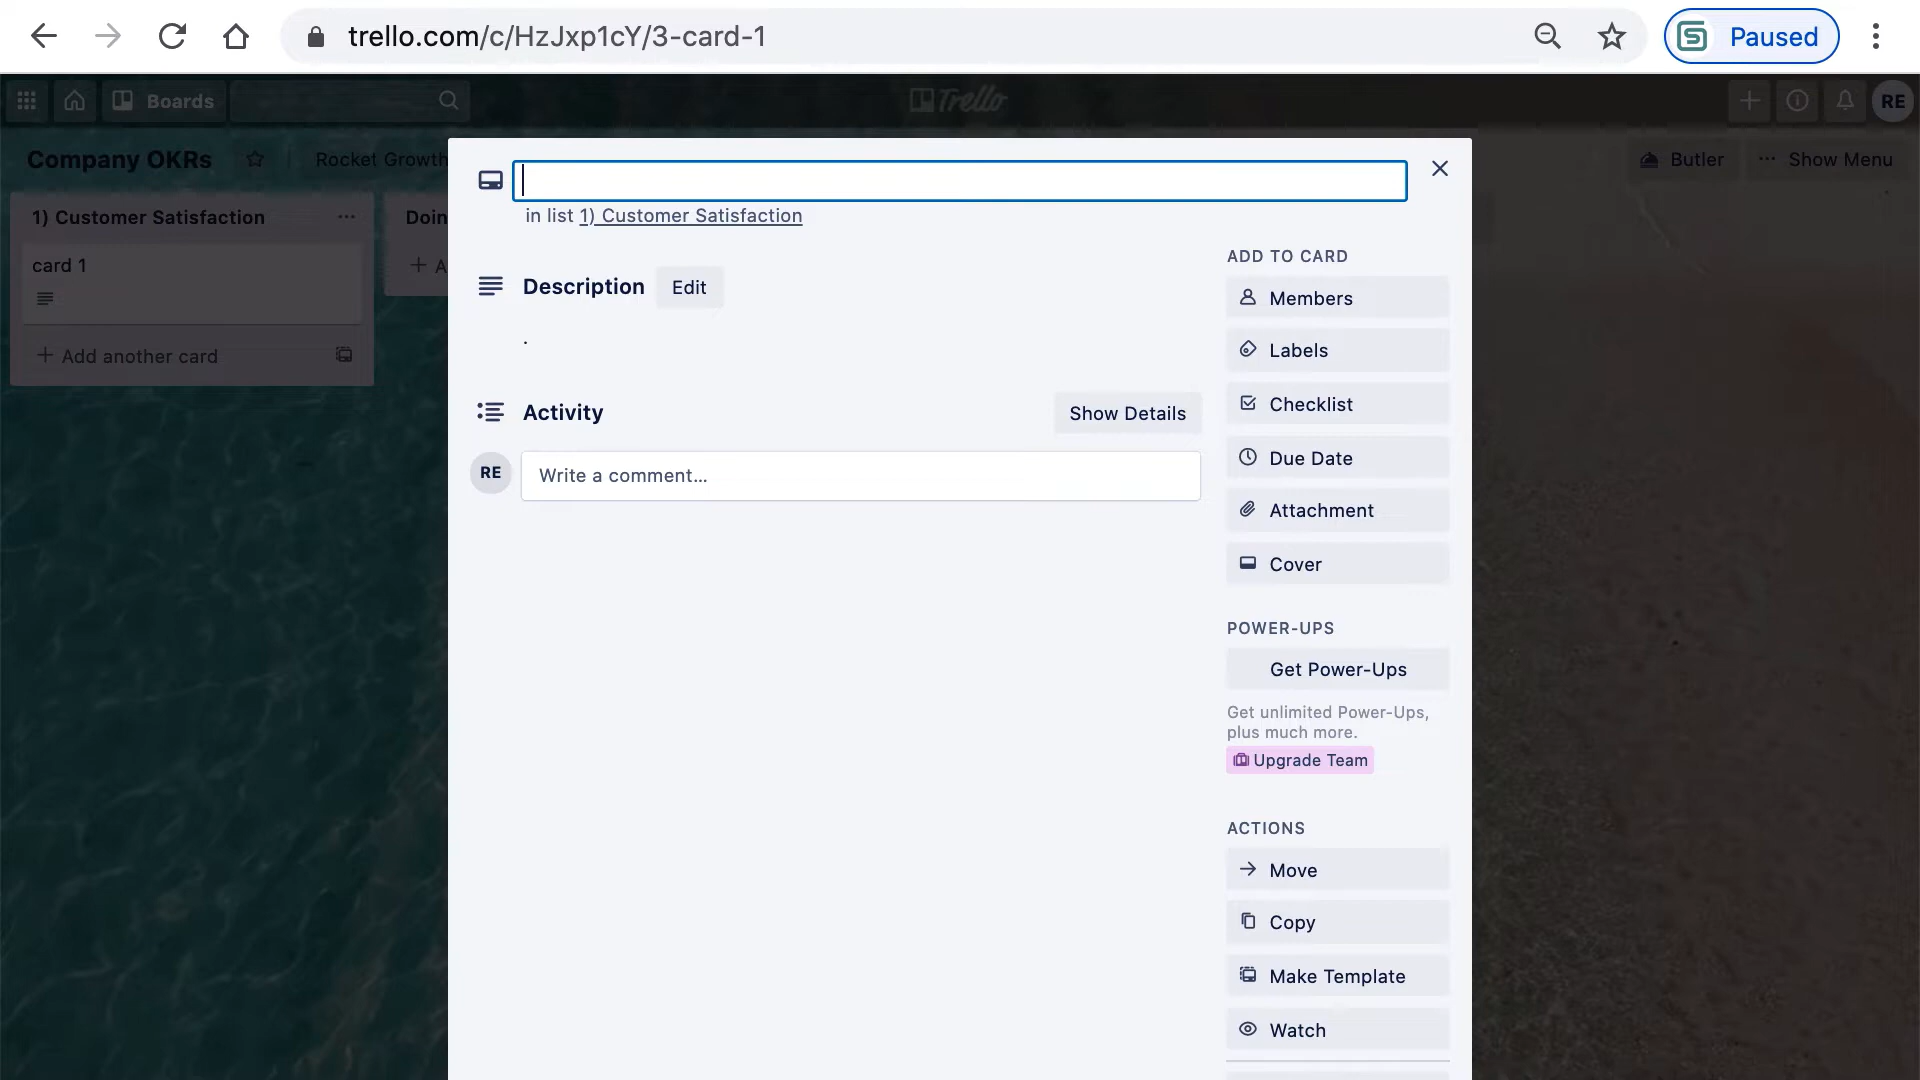 trello.com/c/HzJxp1cY/3-card-1
Paused
Boards
Trello
RE
Company OKRs
Rocket Growth
Butler
··· Show Menu
1) Customer Satisfaction
···
Doin
card 1
+ A
+ Add another card
in list 1) Customer Satisfaction
Description
Edit
.
Activity
Show Details
RE
Write a comment...
ADD TO CARD
Members
Labels
Checklist
Due Date
Attachment
Cover
POWER-UPS
Get Power-Ups
Get unlimited Power-Ups,
plus much more.
Upgrade Team
ACTIONS
Move
Copy
Make Template
Watch